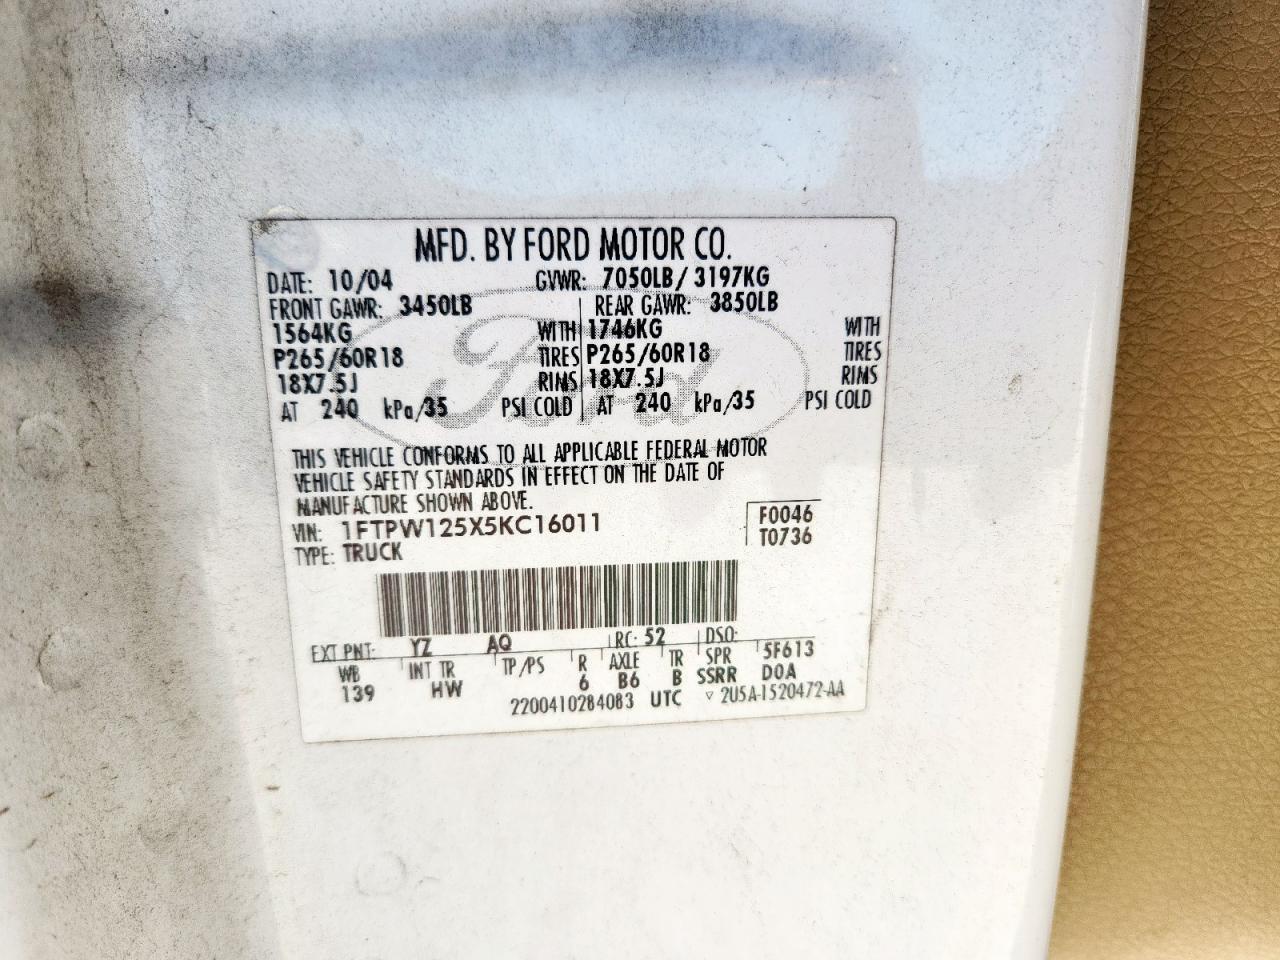 MFD. BY FORD MOTOR CO.
DATE: 10/04 GVWR: 7050LB/ 3197KG
FRONT GAWR: 3450LB REAR GAWR: 3850LB
1564KG WITH 1746KG WITH
P265/60R18 TIRES P265/60R18 TIRES
18X7.5J RIMS 18X7.5J RIMS
AT 240 kPa/35 PSI COLD AT 240 kPa/35 PSI COLD
Ford
THIS VEHICLE CONFORMS TO ALL APPLICABLE FEDERAL MOTOR
VEHICLE SAFETY STANDARDS IN EFFECT ON THE DATE OF
MANUFACTURE SHOWN ABOVE.
VIN: 1FTPW125X5KC16011 F0046
TYPE: TRUCK T0736
EXT PNT: YZ AQ RC: 52 DSO:
WB INT TR TP/PS R AXLE TR SPR 5F613
139 HW 6 B6 B SSRR DOA
2200410284083 UTC ▽ 2U5A-1520472-AA